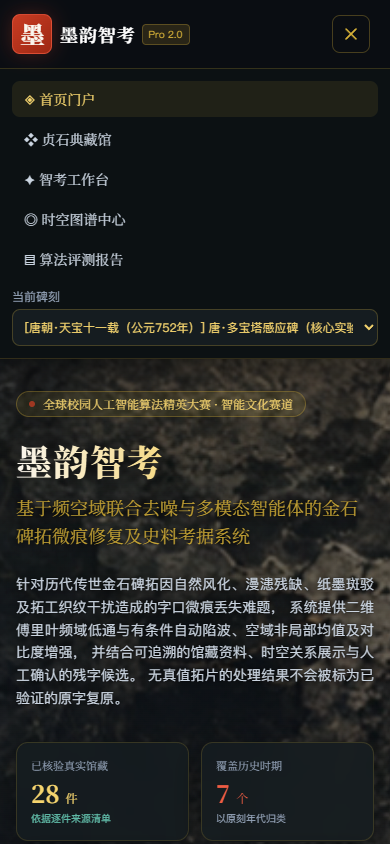 墨 墨韵智考 Pro 2.0
首页门户
贞石典藏馆
智考工作台
时空图谱中心
算法评测报告
当前碑刻
[唐朝·天宝十一载（公元752年）] 唐·多宝塔感应碑（核心实
全球校园人工智能算法精英大赛 · 智能文化赛道
墨韵智考
基于频空域联合去噪与多模态智能体的金石
碑拓微痕修复及史料考据系统
针对历代传世金石碑拓因自然风化、漫漶残缺、纸墨斑驳
及拓工织纹干扰造成的字口微痕丢失难题， 系统提供二维
傅里叶频域低通与有条件自动陷波、空域非局部均值及对
比度增强， 并结合可追溯的馆藏资料、时空关系展示与人
工确认的残字候选。 无真值拓片的处理结果不会被标为已
验证的原字复原。
已核验真实馆藏
28 件
依据逐件来源清单
覆盖历史时期
7 个
以原刻年代归类